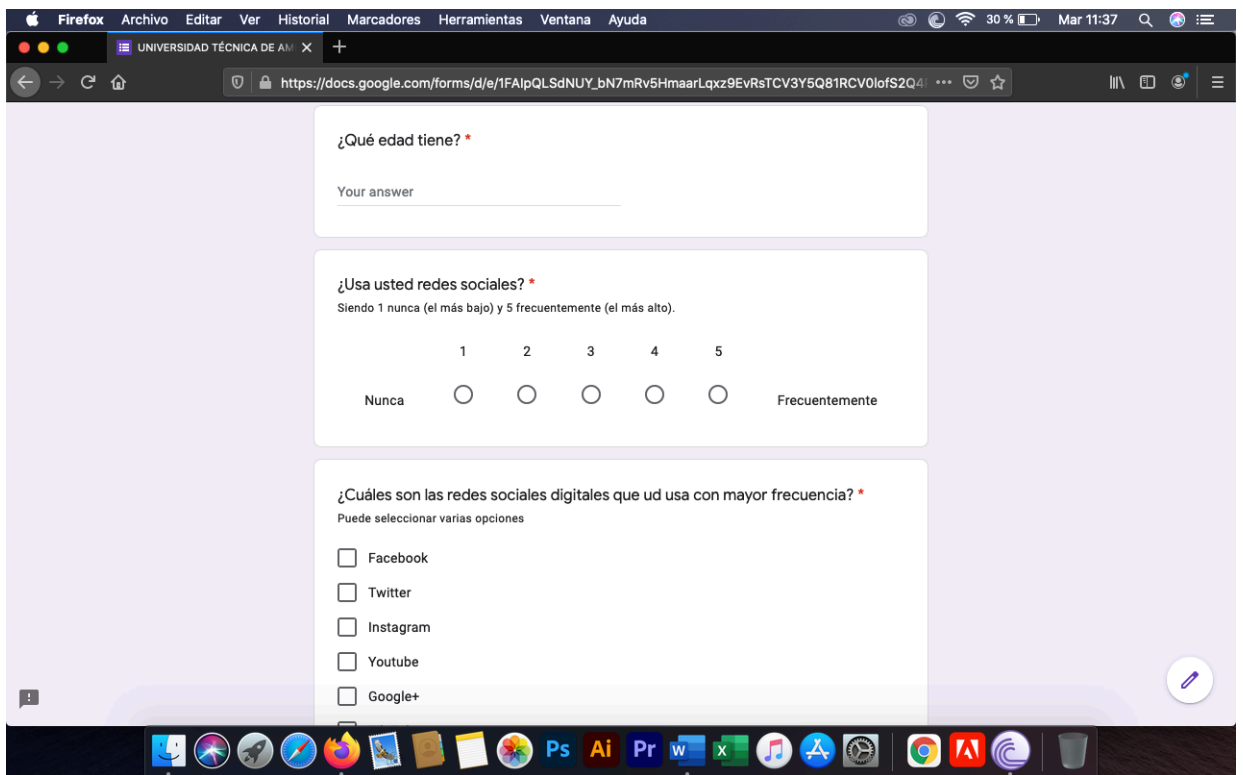 Firefox Archivo Editar Ver Historial Marcadores Herramientas Ventana Ayuda 30 % Mar 11:37
UNIVERSIDAD TÉCNICA DE AM
https://docs.google.com/forms/d/e/1FAIpQLSdNUY_bN7mRv5HmaarLqxz9EvRsTCV3Y5Q81RCV0lofS2Q4
¿Qué edad tiene? *
Your answer
¿Usa usted redes sociales? *
Siendo 1 nunca (el más bajo) y 5 frecuentemente (el más alto).
1 2 3 4 5
Nunca Frecuentemente
¿Cuáles son las redes sociales digitales que ud usa con mayor frecuencia? *
Puede seleccionar varias opciones
Facebook
Twitter
Instagram
Youtube
Google+
Ps Ai Pr W X